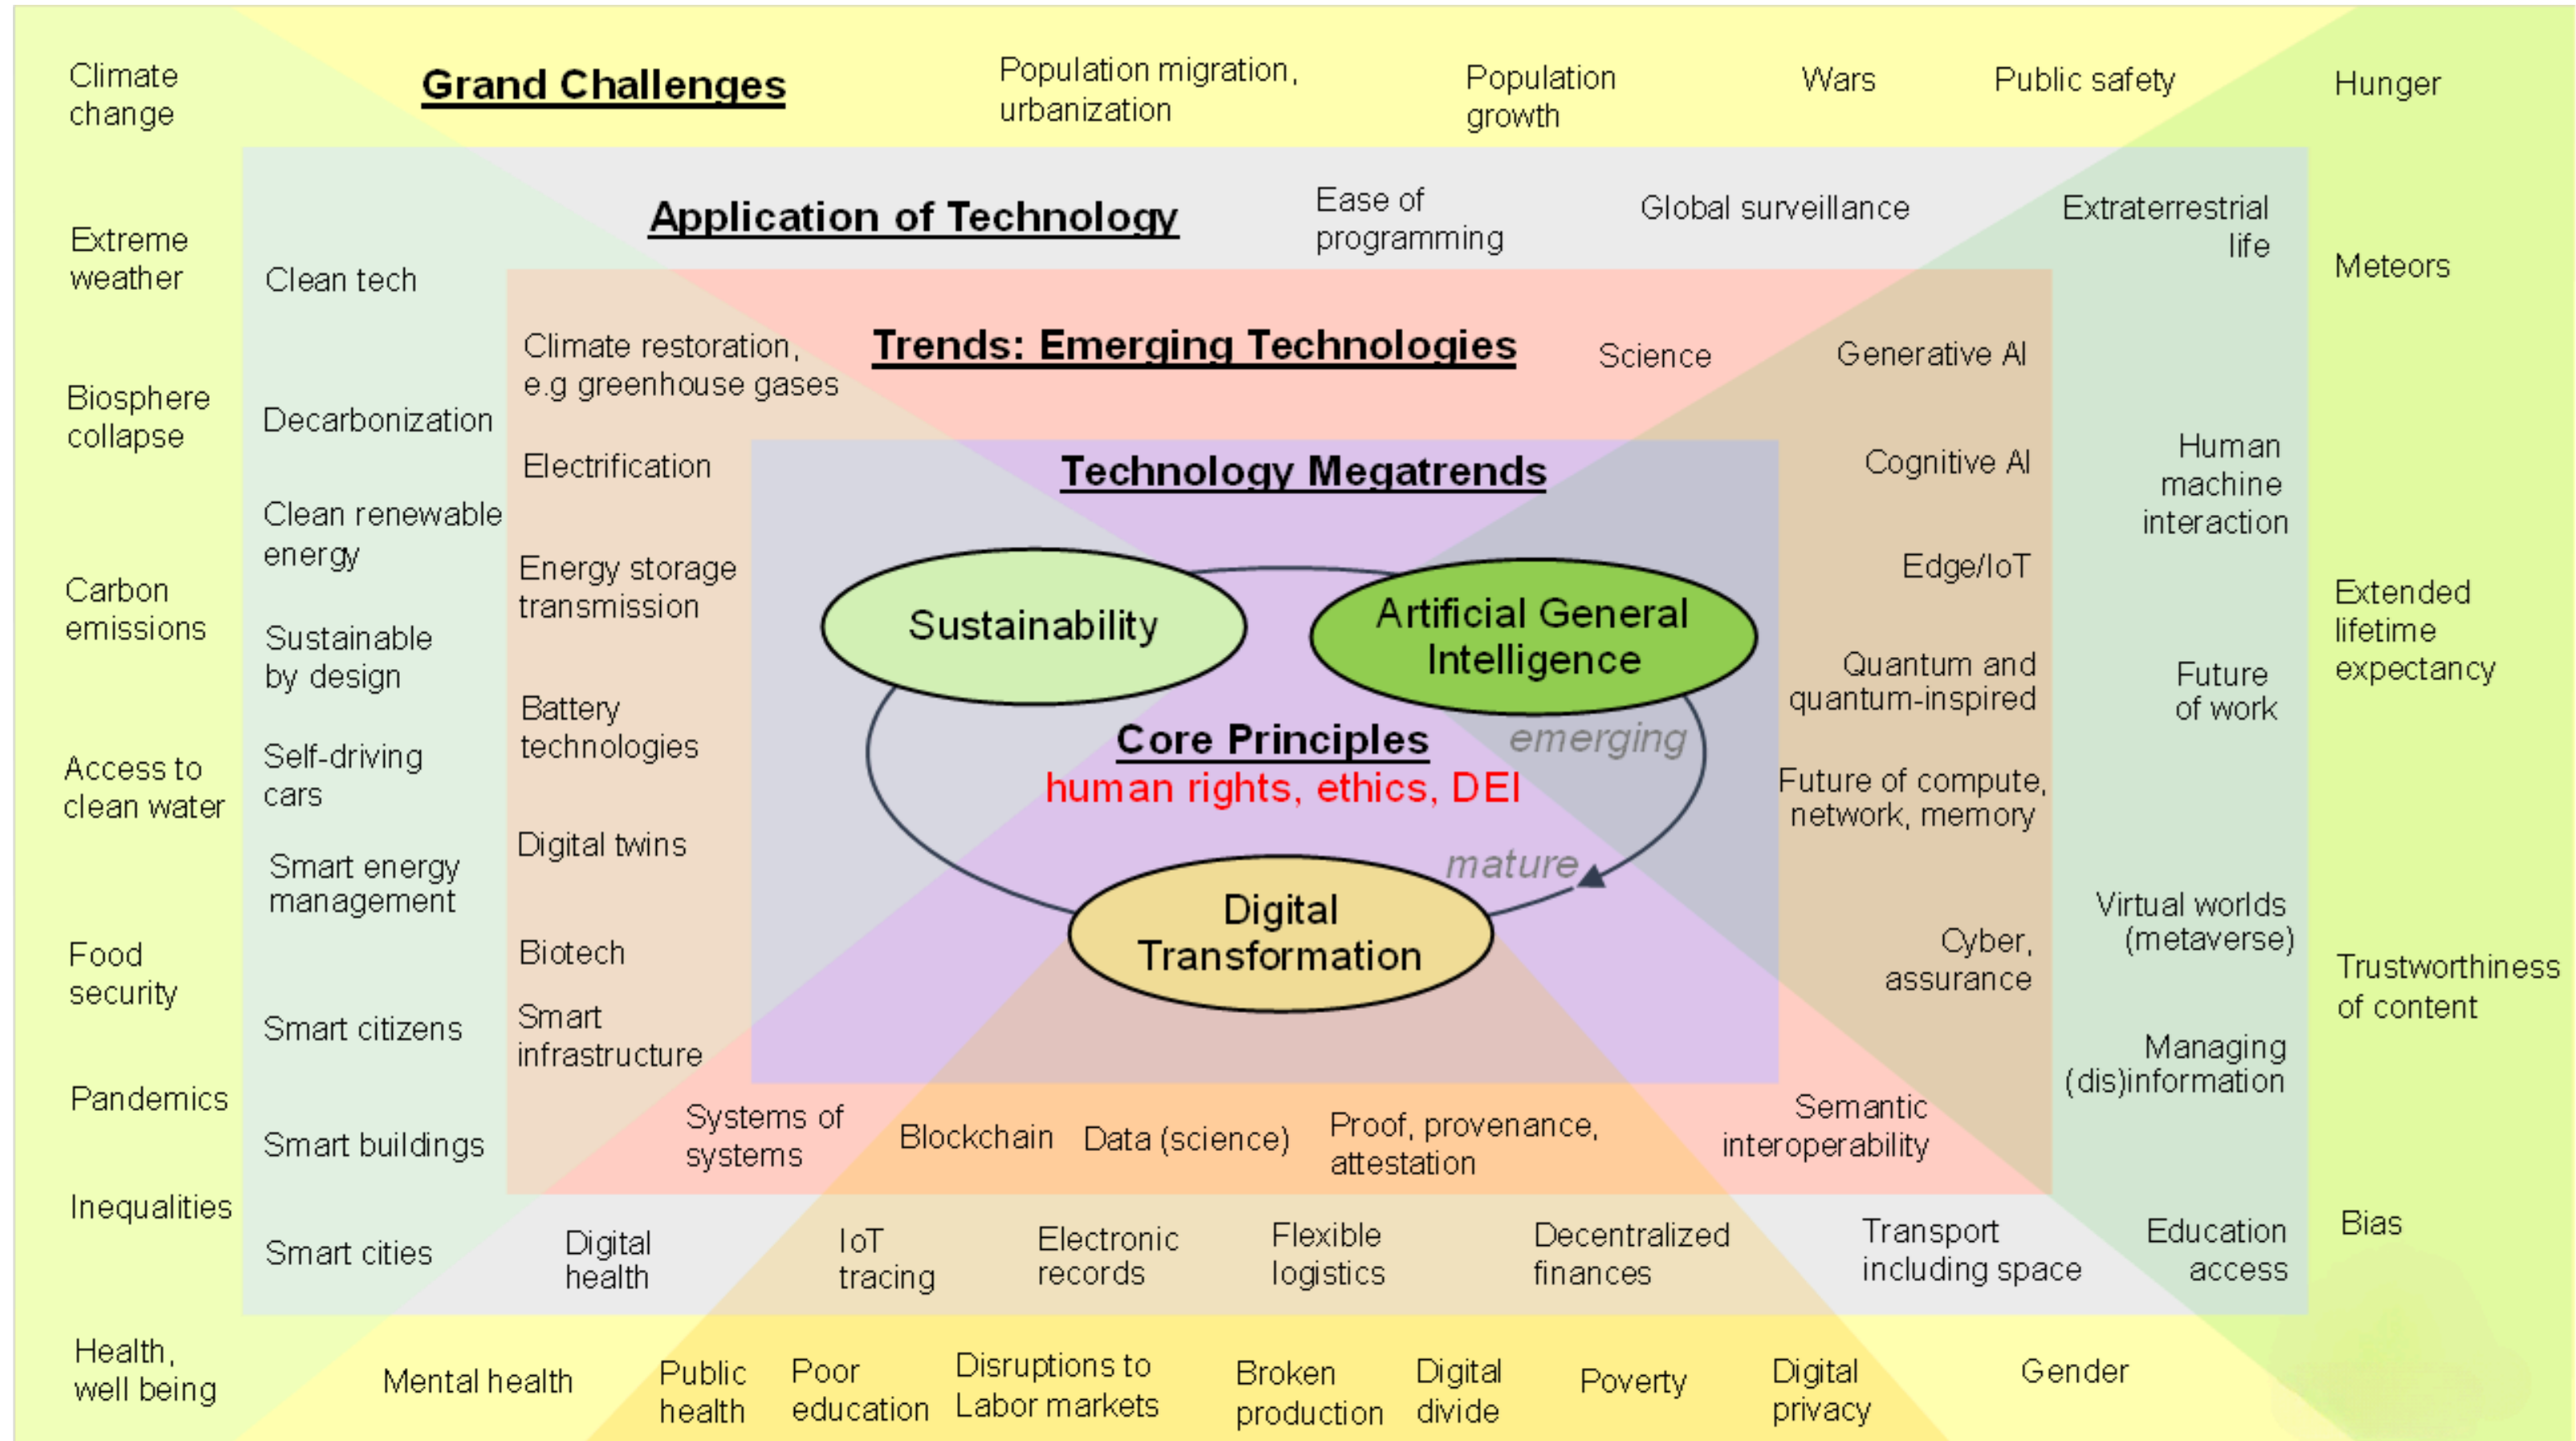 Climate
change
Grand Challenges
Population migration,
urbanization
Population
growth
Wars
Public safety
Hunger
Extreme
weather
Biosphere
collapse
Carbon
emissions
Access to
clean water
Food
security
Pandemics
Inequalities
Health,
well being
Application of Technology
Ease of
programming
Global surveillance
Extraterrestrial
life
Clean tech
Decarbonization
Clean renewable
energy
Sustainable
by design
Self-driving
cars
Smart energy
management
Smart citizens
Smart buildings
Smart cities
Climate restoration,
e.g greenhouse gases
Trends: Emerging Technologies
Science
Generative AI
Electrification
Energy storage
transmission
Battery
technologies
Digital twins
Biotech
Smart
infrastructure
Technology Megatrends
Sustainability
Artificial General
Intelligence
Core Principles
human rights, ethics, DEI
emerging
mature
Digital
Transformation
Cognitive AI
Edge/IoT
Quantum and
quantum-inspired
Future of compute,
network, memory
Cyber,
assurance
Human
machine
interaction
Future
of work
Virtual worlds
(metaverse)
Managing
(dis)information
Education
access
Meteors
Extended
lifetime
expectancy
Trustworthiness
of content
Bias
Systems of
systems
Blockchain
Data (science)
Proof, provenance,
attestation
Semantic
interoperability
Digital
health
IoT
tracing
Electronic
records
Flexible
logistics
Decentralized
finances
Transport
including space
Mental health
Public
health
Poor
education
Disruptions to
Labor markets
Broken
production
Digital
divide
Poverty
Digital
privacy
Gender